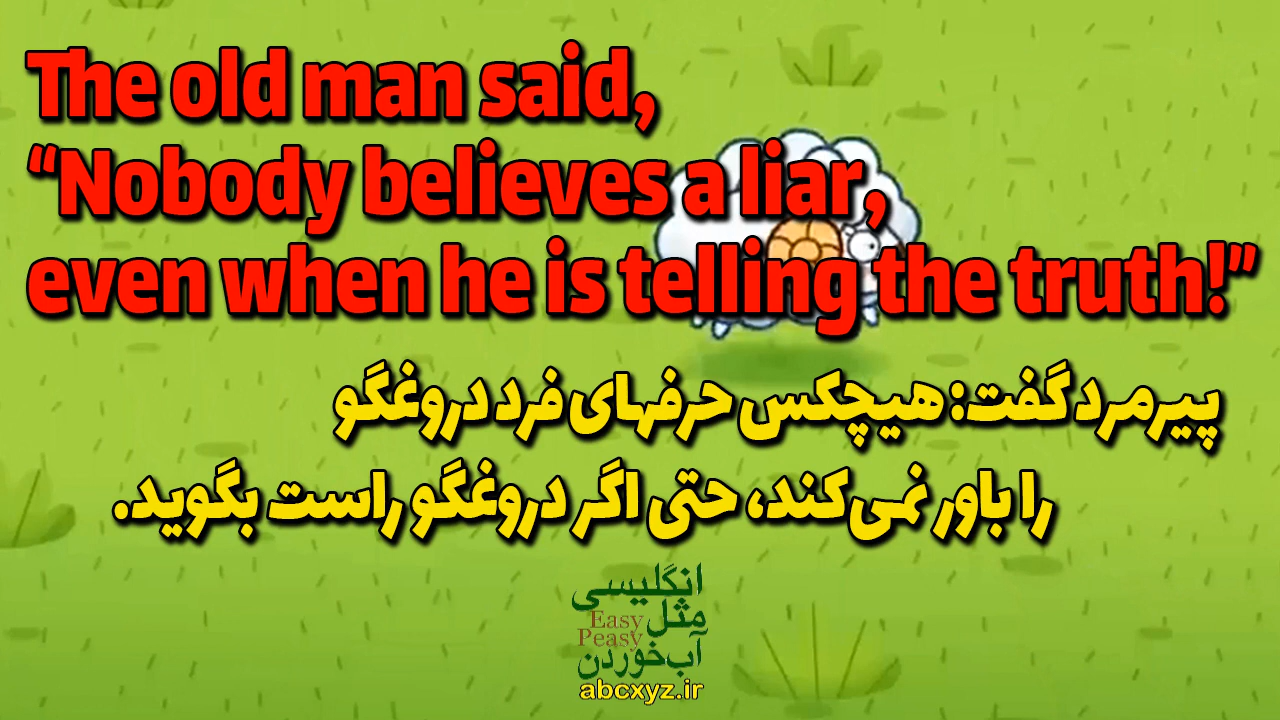 The old man said,
“Nobody believes a liar,
even when he is telling the truth!”
پیرمرد گفت: هیچکس حرفهای فرد دروغگو
را باور نمی‌کند، حتی اگر دروغگو راست بگوید.
انگلیسی
مثل Easy
Peasy
آب‌خوردن
abcxyz.ir